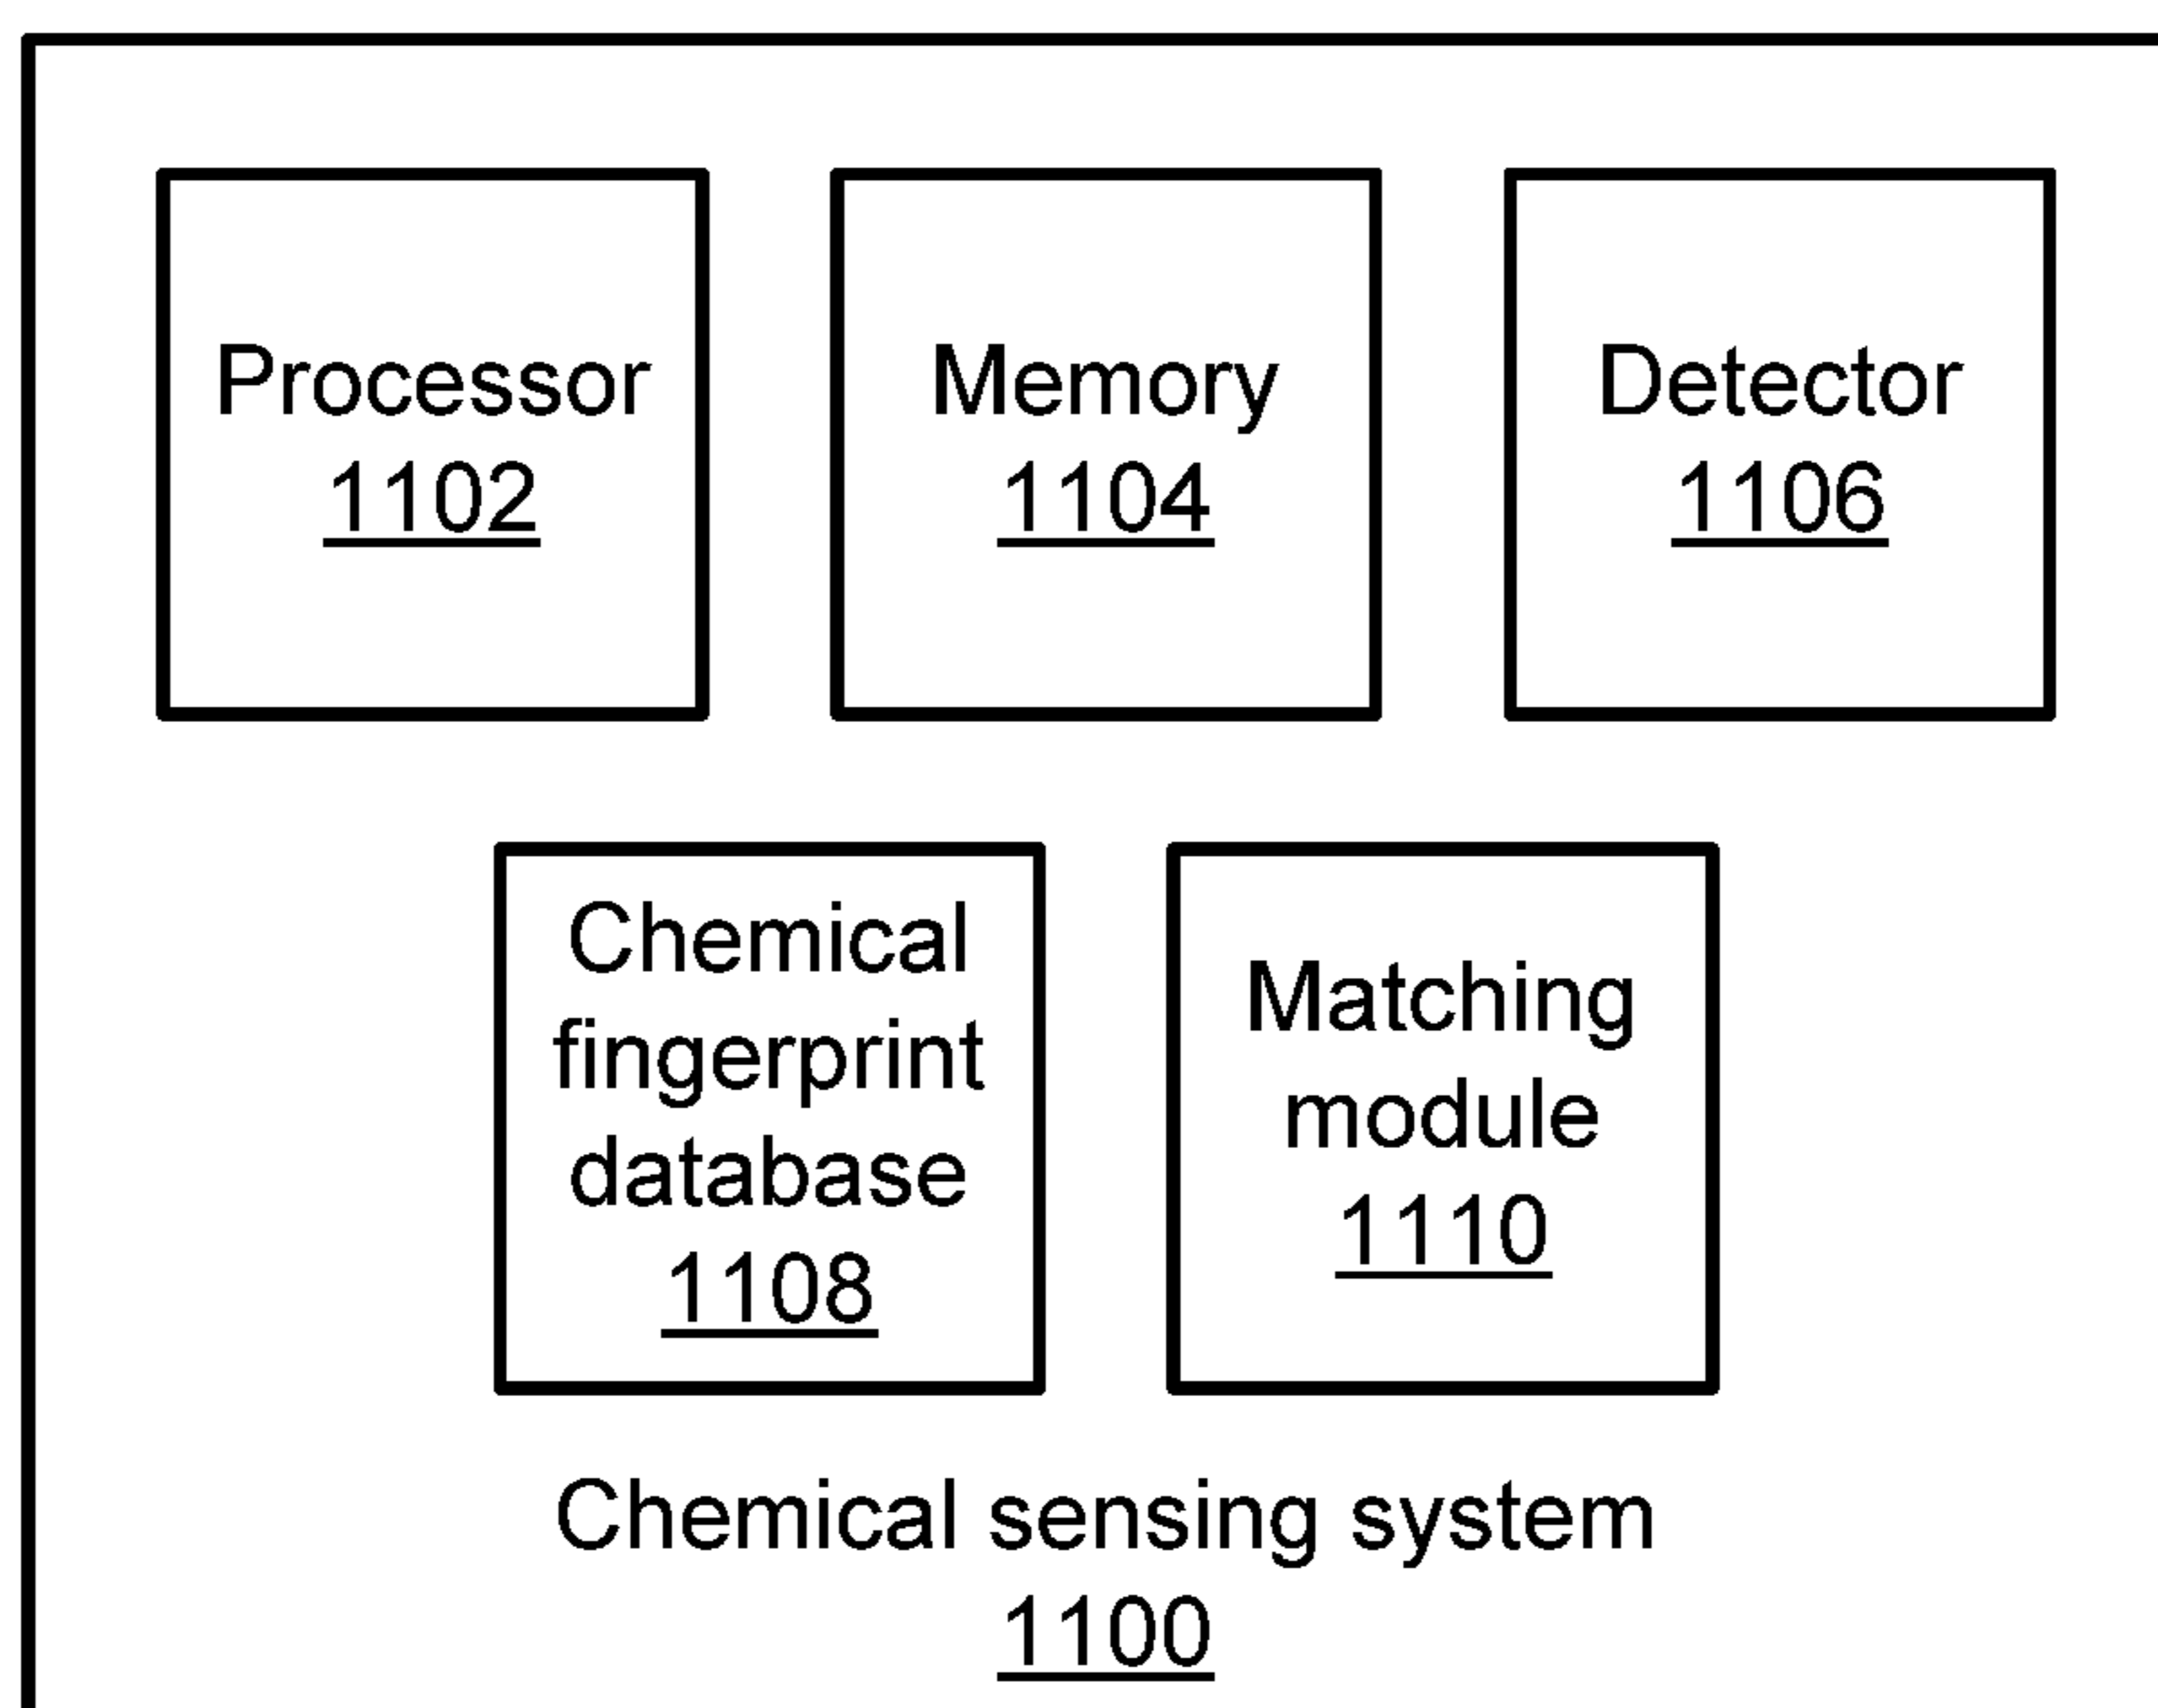 Processor
1102
Memory
1104
Detector
1106
Chemical
fingerprint
database
1108
Matching
module
1110
Chemical sensing system
1100